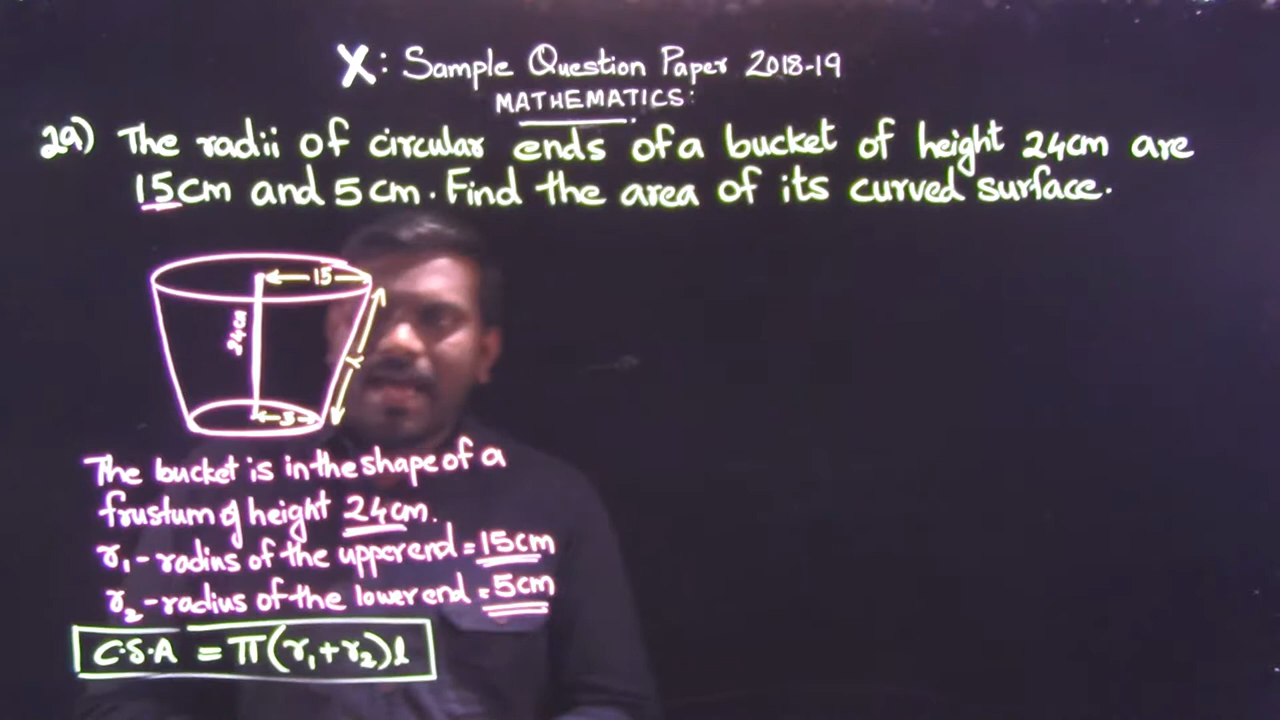 X: Sample Question Paper 2018-19
MATHEMATICS:
29) The radii of circular ends of a bucket of height 24cm are
15cm and 5cm. Find the area of its curved surface.
15
24cm
l
5
The bucket is in the shape of a
frustum of height 24cm.
r₁ - radius of the upper end = 15cm
r₂ - radius of the lower end = 5cm
C.S.A = π(r₁+r₂)l